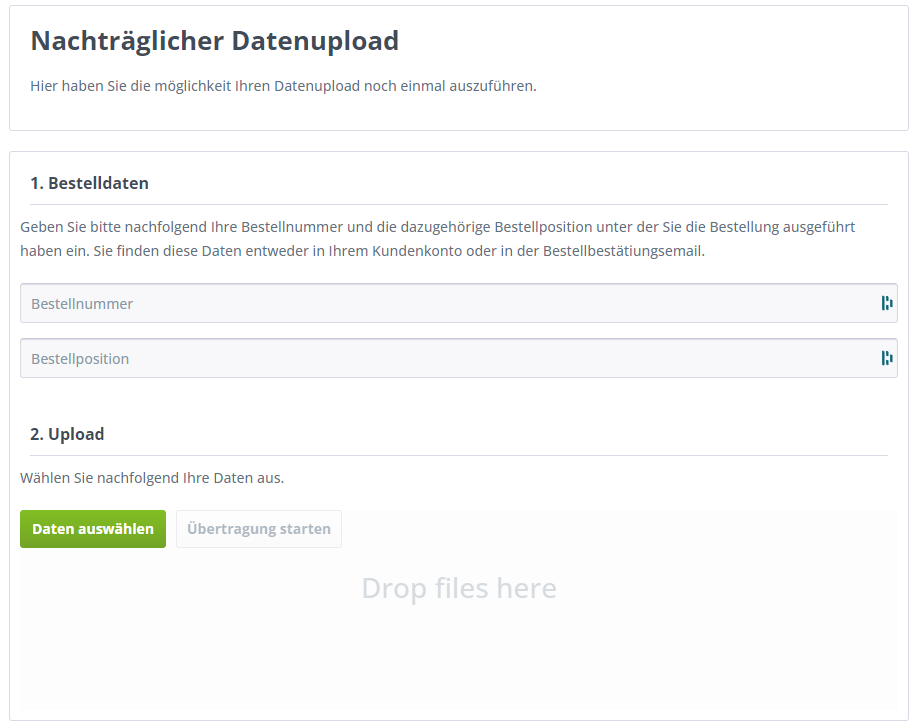 Nachträglicher Datenupload
Hier haben Sie die möglichkeit Ihren Datenupload noch einmal auszuführen.
1. Bestelldaten
Geben Sie bitte nachfolgend Ihre Bestellnummer und die dazugehörige Bestellposition unter der Sie die Bestellung ausgeführt
haben ein. Sie finden diese Daten entweder in Ihrem Kundenkonto oder in der Bestellbestätiungsemail.
Bestellnummer
Bestellposition
2. Upload
Wählen Sie nachfolgend Ihre Daten aus.
Daten auswählen
Übertragung starten
Drop files here